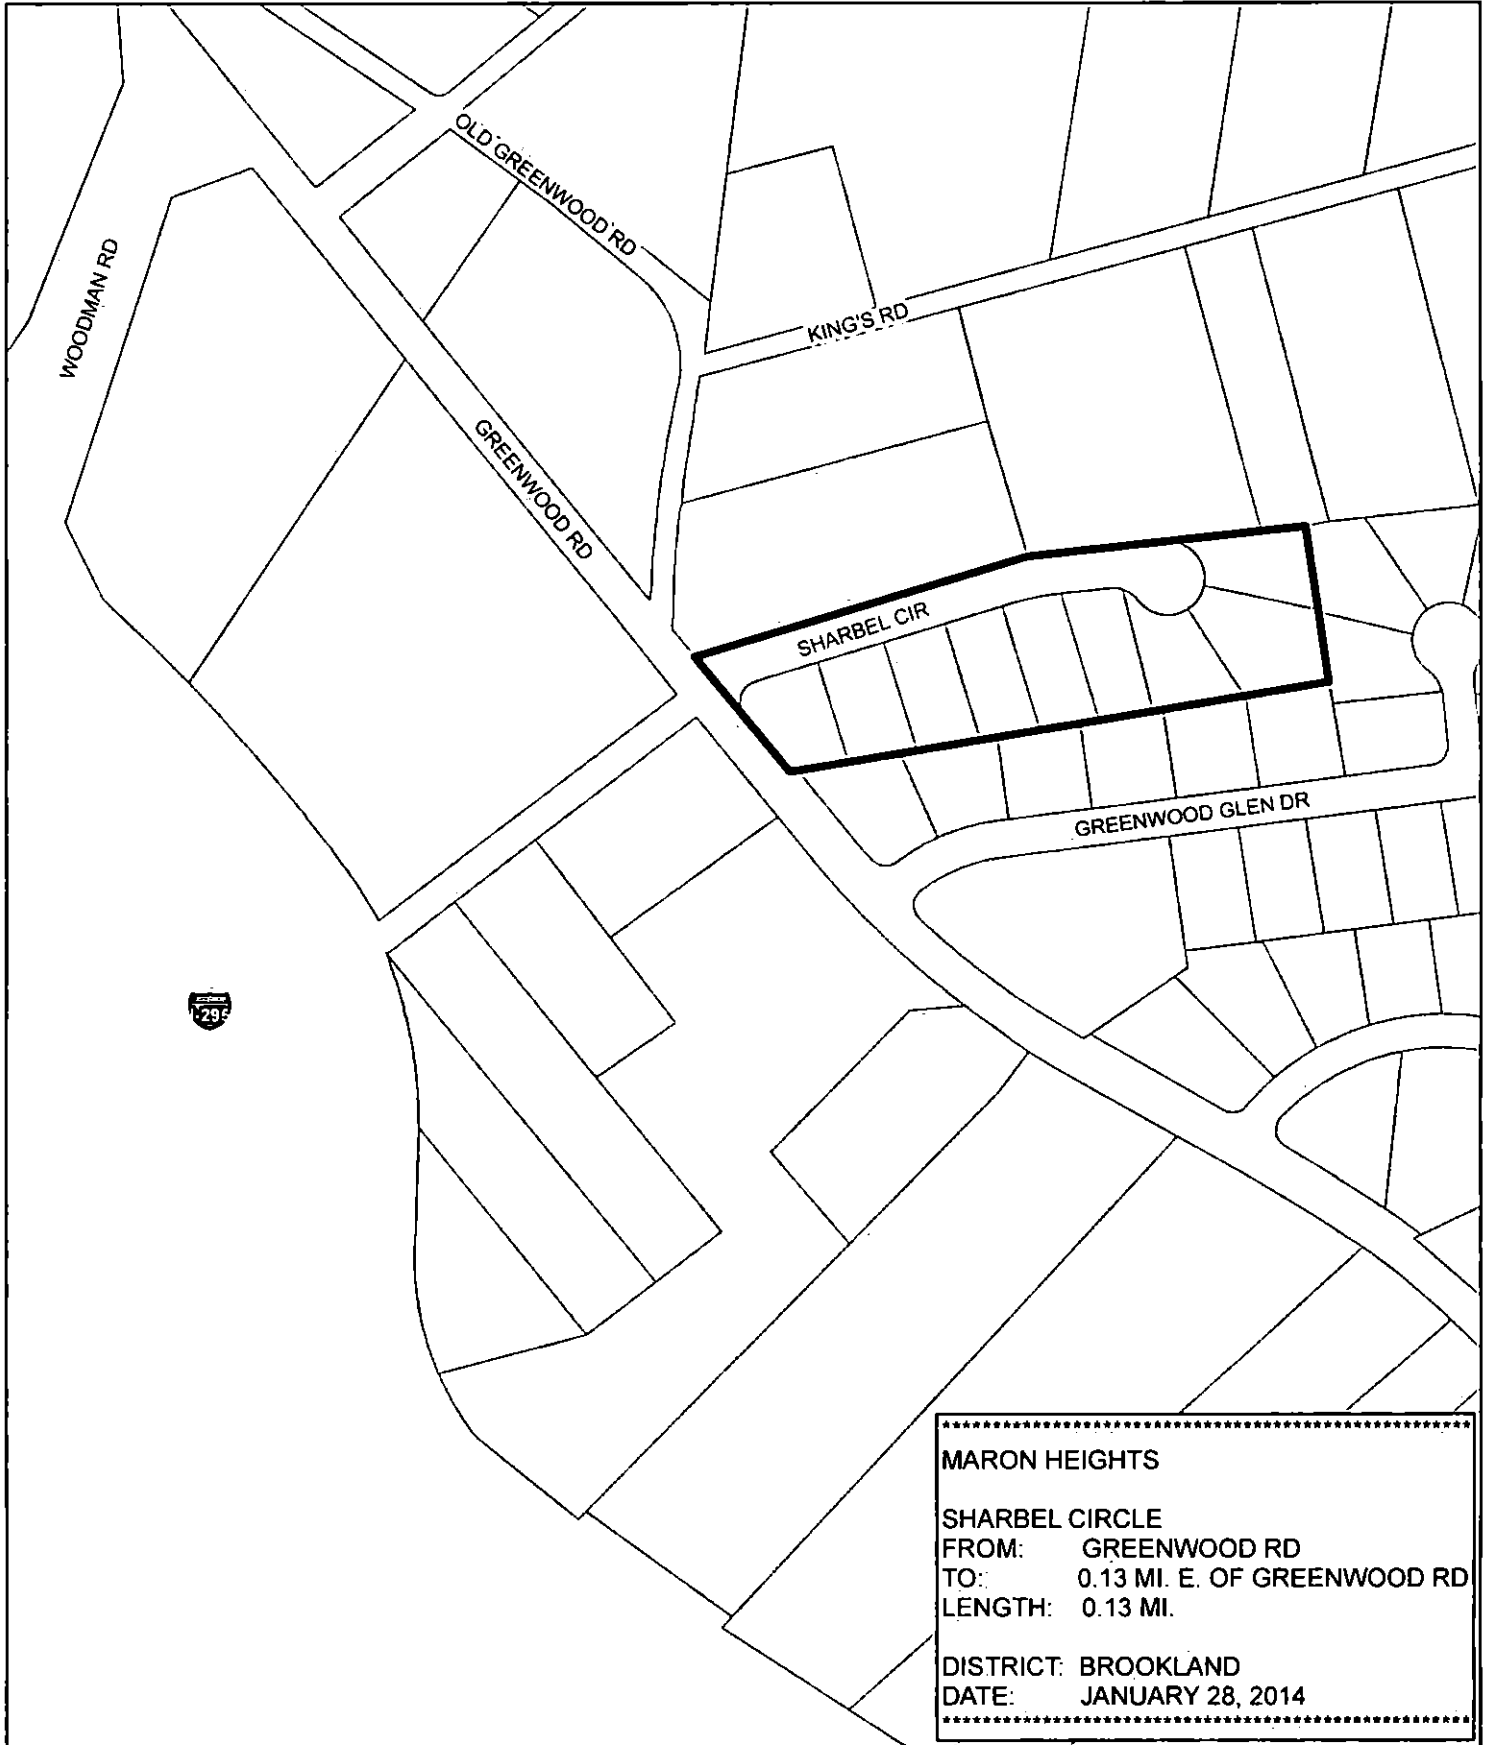 OLD GREENWOOD RD
WOODMAN RD
KING'S RD
GREENWOOD RD
SHARBEL CIR
GREENWOOD GLEN DR
MARON HEIGHTS
SHARBEL CIRCLE
FROM: GREENWOOD RD
TO: 0.13 MI. E. OF GREENWOOD RD
LENGTH: 0.13 MI.
DISTRICT: BROOKLAND
DATE: JANUARY 28, 2014